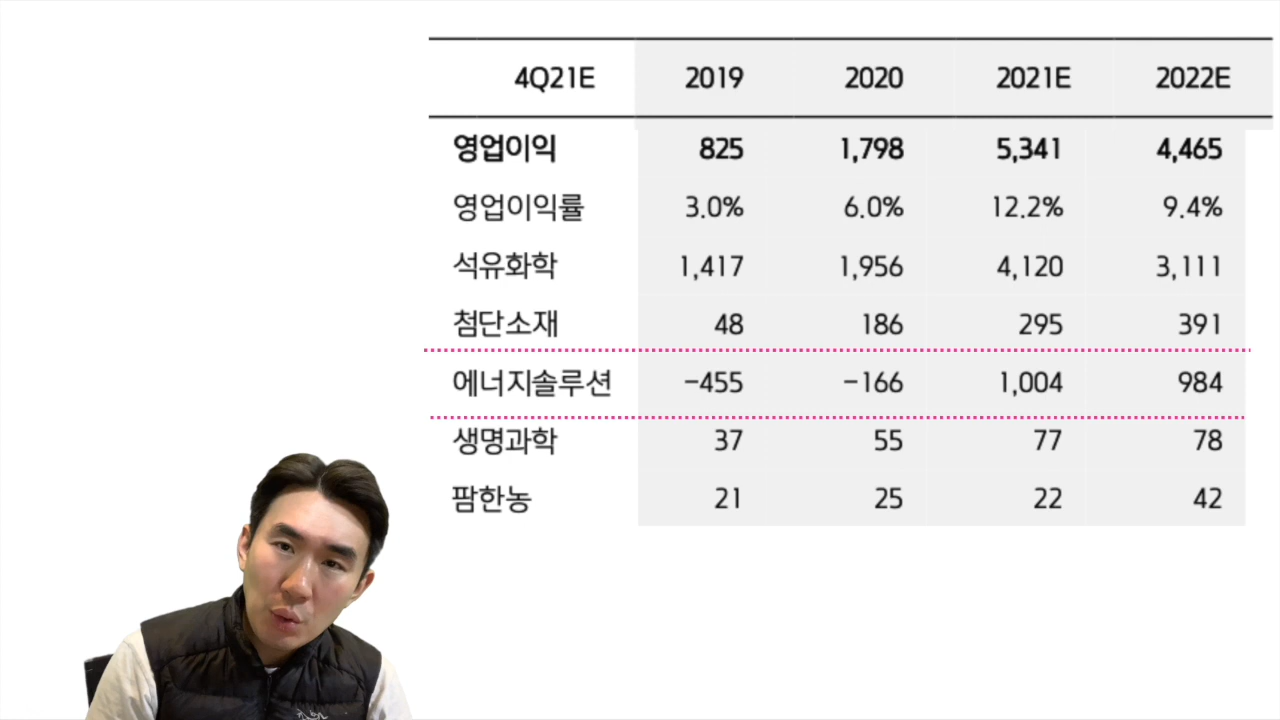 4Q21E 2019 2020 2021E 2022E
영업이익 825 1,798 5,341 4,465
영업이익률 3.0% 6.0% 12.2% 9.4%
석유화학 1,417 1,956 4,120 3,111
첨단소재 48 186 295 391
에너지솔루션 -455 -166 1,004 984
생명과학 37 55 77 78
팜한농 21 25 22 42